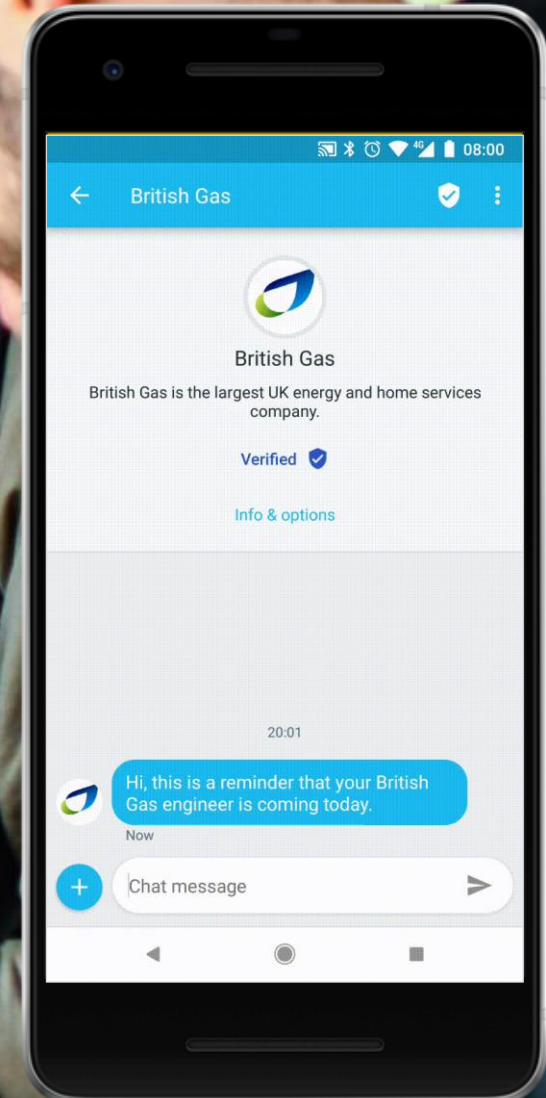 4G 08:00
British Gas
British Gas
British Gas is the largest UK energy and home services
company.
Verified
Info & options
20:01
Hi, this is a reminder that your British
Gas engineer is coming today.
Now
Chat message